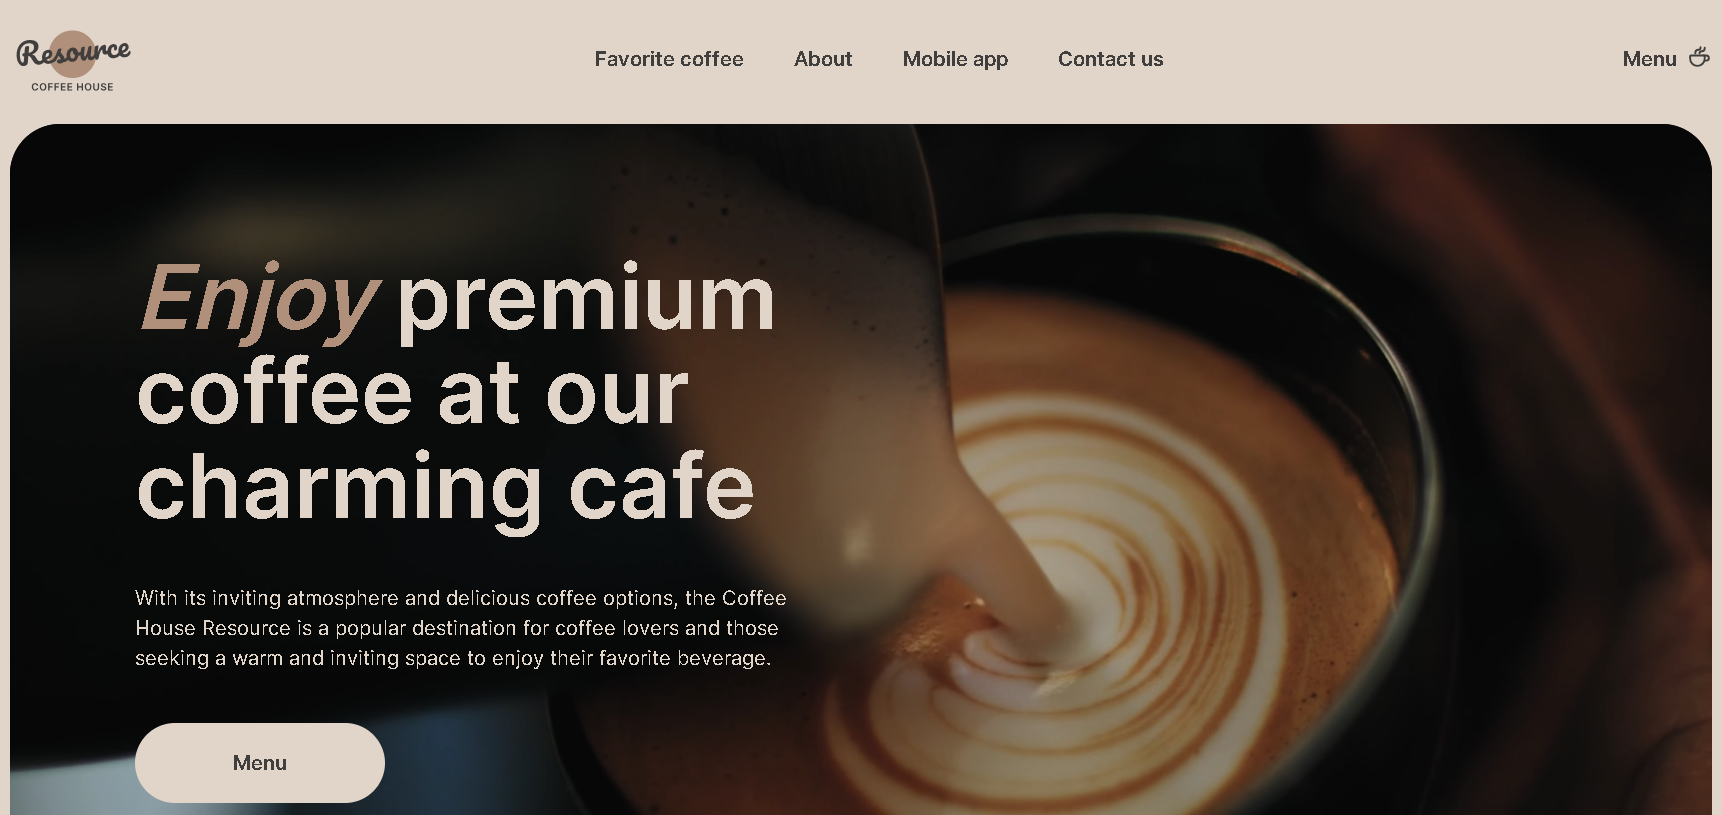 Resource
COFFEE HOUSE
Favorite coffee
About
Mobile app
Contact us
Menu
Enjoy premium
coffee at our
charming cafe
With its inviting atmosphere and delicious coffee options, the Coffee
House Resource is a popular destination for coffee lovers and those
seeking a warm and inviting space to enjoy their favorite beverage.
Menu